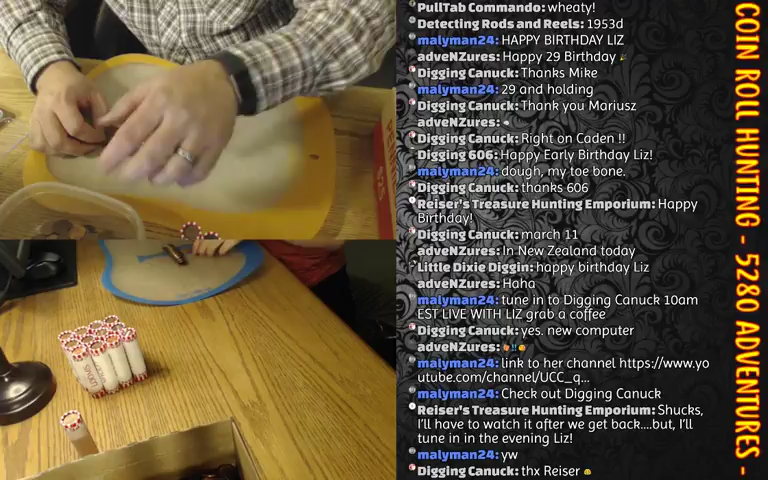 PullTab Commando: wheaty!
Detecting Rods and Reels: 1953d
malyman24: HAPPY BIRTHDAY LIZ
adveNZures: Happy 29 Birthday
Digging Canuck: Thanks Mike
malyman24: 29 and holding
Digging Canuck: Thank you Mariusz
adveNZures:
Digging Canuck: Right on Caden !!
Digging 606: Happy Early Birthday Liz!
malyman24: dough, my toe bone.
Digging Canuck: thanks 606
Reiser's Treasure Hunting Emporium: Happy
Birthday!
Digging Canuck: march 11
adveNZures: In New Zealand today
Little Dixie Diggin: happy birthday Liz
adveNZures: Haha
malyman24: tune in to Digging Canuck 10am
EST LIVE WITH LIZ grab a coffee
Digging Canuck: yes. new computer
adveNZures:
malyman24: link to her channel https://www.yo
utube.com/channel/UCC_q...
malyman24: Check out Digging Canuck
Reiser's Treasure Hunting Emporium: Shucks,
I'll have to watch it after we get back....but, I'll
tune in in the evening Liz!
malyman24: yw
Digging Canuck: thx Reiser
COIN ROLL HUNTING - 5280 ADVENTURES -